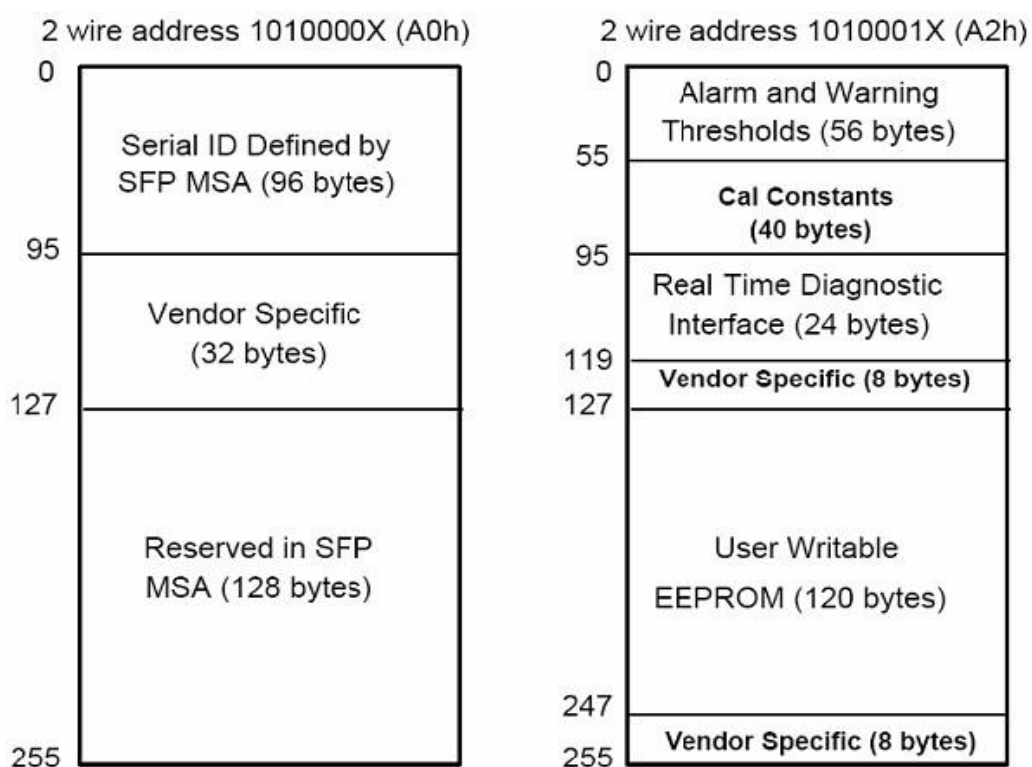 2 wire address 1010000X (A0h)
0
Serial ID Defined by
SFP MSA (96 bytes)
95
Vendor Specific
(32 bytes)
127
Reserved in SFP
MSA (128 bytes)
255
2 wire address 1010001X (A2h)
0
Alarm and Warning
Thresholds (56 bytes)
55
Cal Constants
(40 bytes)
95
Real Time Diagnostic
Interface (24 bytes)
119
Vendor Specific (8 bytes)
127
User Writable
EEPROM (120 bytes)
247
Vendor Specific (8 bytes)
255